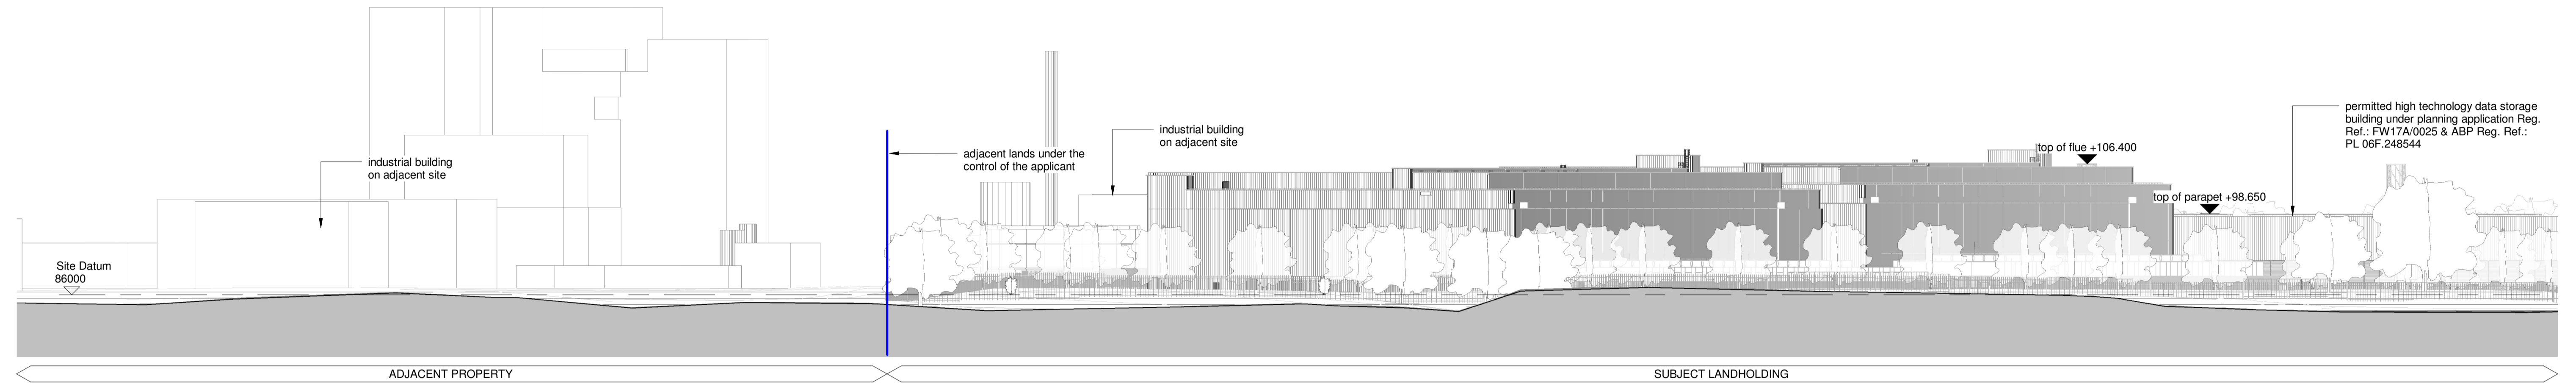 industrial building
on adjacent site
Site Datum
86000
adjacent lands under the
control of the applicant
industrial building
on adjacent site
top of flue +106.400
top of parapet +98.650
permitted high technology data storage
building under planning application Reg.
Ref.: FW17A/0025 & ABP Reg. Ref.:
PL 06F.248544
ADJACENT PROPERTY
SUBJECT LANDHOLDING